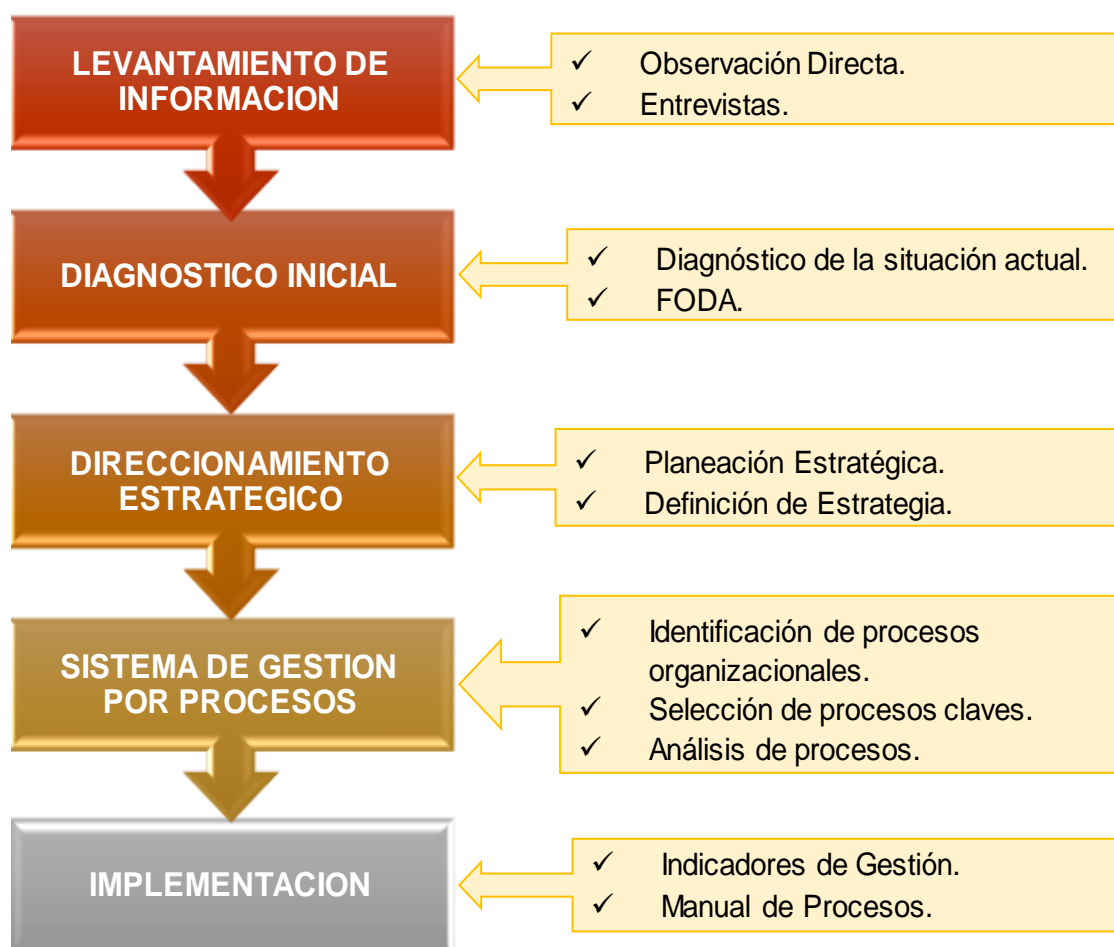 LEVANTAMIENTO DE
INFORMACION
✓ Observación Directa.
✓ Entrevistas.
DIAGNOSTICO INICIAL
✓ Diagnóstico de la situación actual.
✓ FODA.
DIRECCIONAMIENTO
ESTRATEGICO
✓ Planeación Estratégica.
✓ Definición de Estrategia.
SISTEMA DE GESTION
POR PROCESOS
✓ Identificación de procesos
organizacionales.
✓ Selección de procesos claves.
✓ Análisis de procesos.
IMPLEMENTACION
✓ Indicadores de Gestión.
✓ Manual de Procesos.